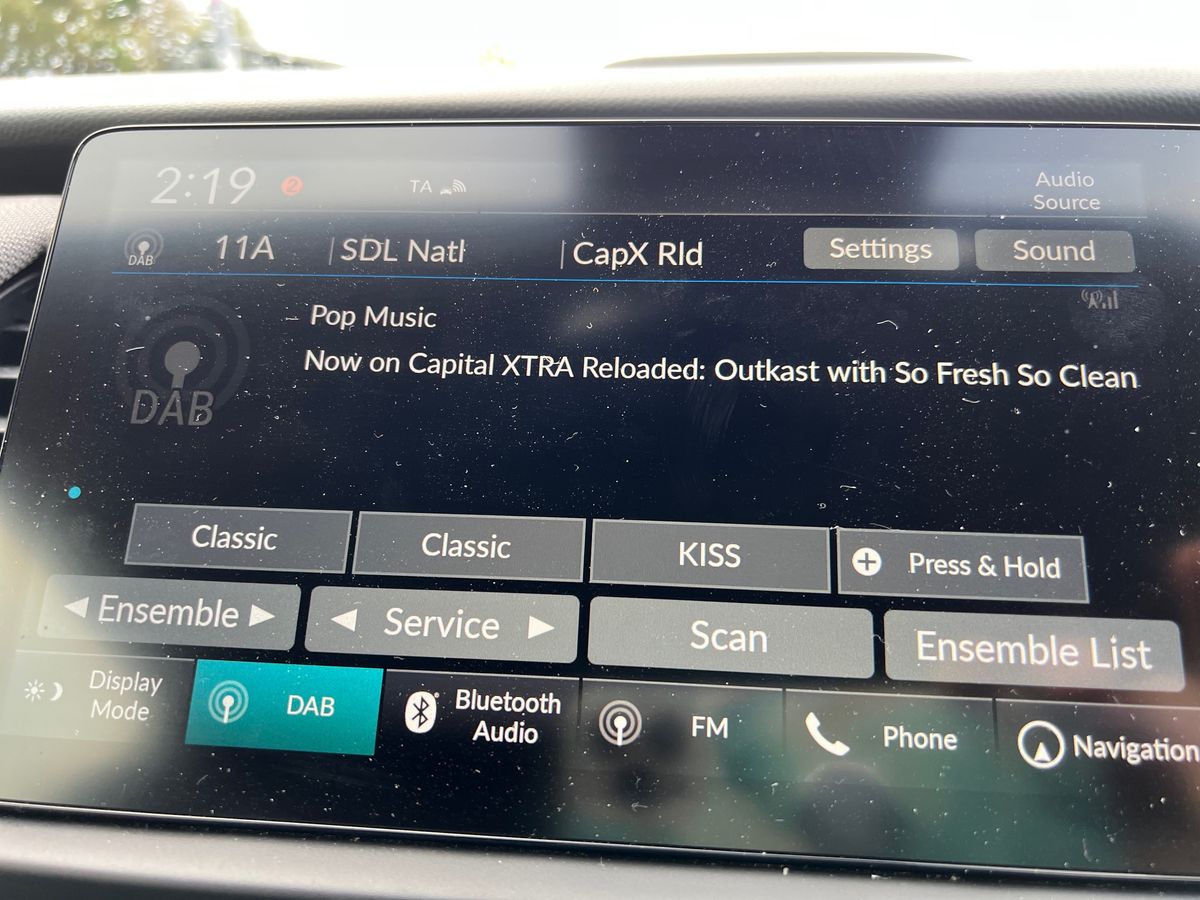 2:19 2 TA Audio
Source
DAB 11A SDL Natl CapX Rld Settings Sound
Pop Music
Now on Capital XTRA Reloaded: Outkast with So Fresh So Clean
DAB
Classic Classic KISS Press & Hold
Ensemble Service Scan Ensemble List
Display
Mode
DAB
Bluetooth
Audio
FM
Phone
Navigation